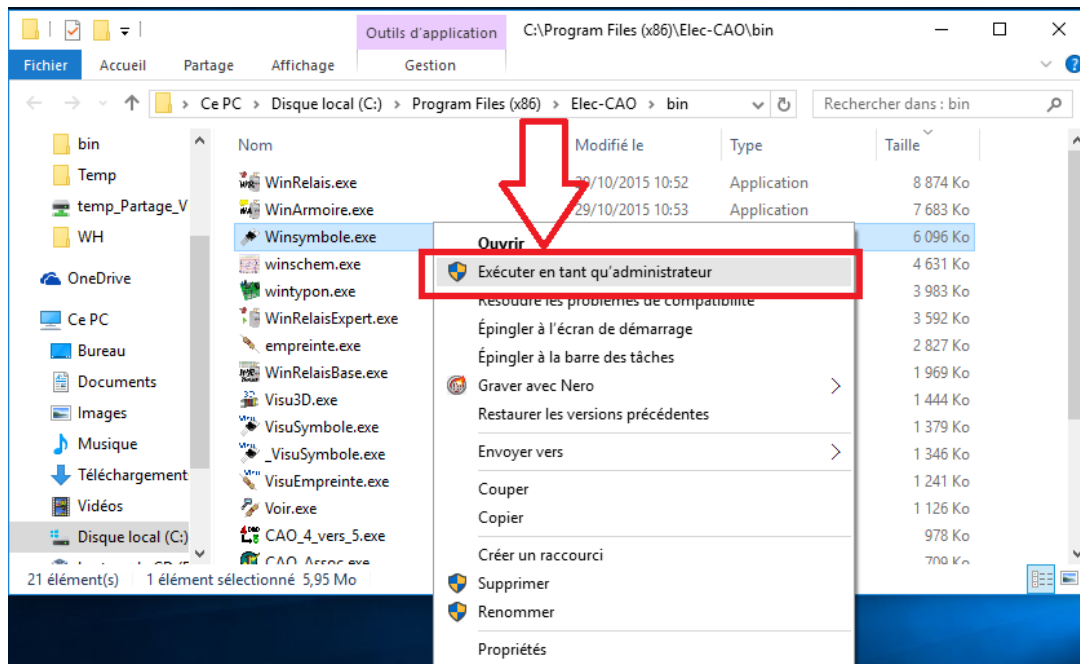 Outils d'application C:\Program Files (x86)\Elec-CAO\bin
Fichier Accueil Partage Affichage Gestion
Ce PC > Disque local (C:) > Program Files (x86) > Elec-CAO > bin Rechercher dans : bin
bin
Temp
temp_Partage_V
WH
OneDrive
Ce PC
Bureau
Documents
Images
Musique
Téléchargement
Vidéos
Disque local (C:)
Nom Modifié le Type Taille
WinRelais.exe 29/10/2015 10:52 Application 8 874 Ko
WinArmoire.exe 29/10/2015 10:53 Application 7 683 Ko
Winsymbole.exe 6 096 Ko
winschem.exe 4 631 Ko
wintypon.exe 3 983 Ko
WinRelaisExpert.exe 3 592 Ko
empreinte.exe 2 827 Ko
WinRelaisBase.exe 1 969 Ko
Visu3D.exe 1 444 Ko
VisuSymbole.exe 1 379 Ko
_VisuSymbole.exe 1 346 Ko
VisuEmpreinte.exe 1 241 Ko
Voir.exe 1 126 Ko
CAO_4_vers_5.exe 978 Ko
CAO_Assoc.exe 709 Ko
Ouvrir
Exécuter en tant qu'administrateur
Résoudre les problèmes de compatibilité
Épingler à l'écran de démarrage
Épingler à la barre des tâches
Graver avec Nero
Restaurer les versions précédentes
Envoyer vers
Couper
Copier
Créer un raccourci
Supprimer
Renommer
Propriétés
21 élément(s) 1 élément sélectionné 5,95 Mo